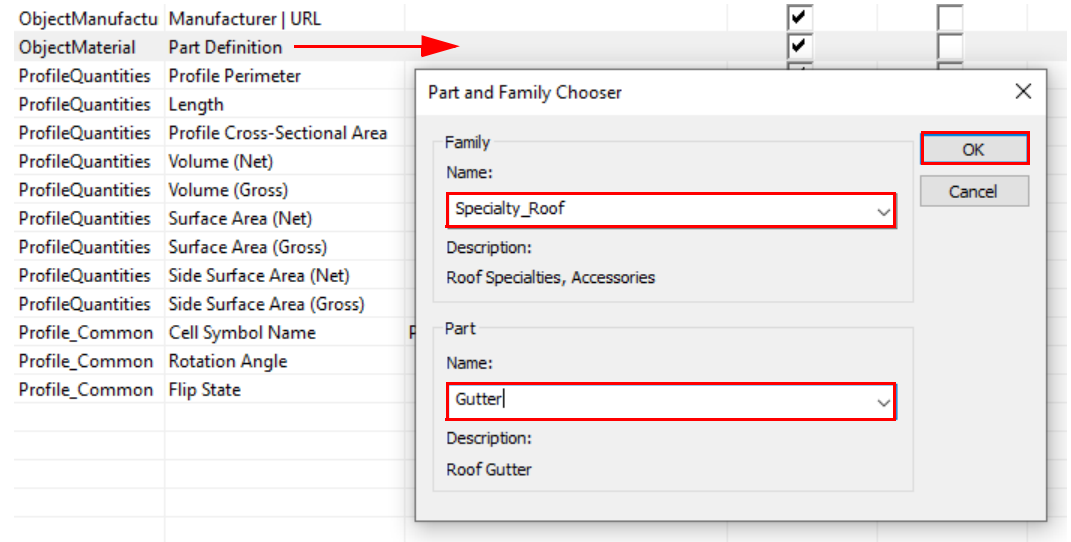 ObjectManufactu Manufacturer | URL
ObjectMaterial Part Definition
ProfileQuantities Profile Perimeter
ProfileQuantities Length
ProfileQuantities Profile Cross-Sectional Area
ProfileQuantities Volume (Net)
ProfileQuantities Volume (Gross)
ProfileQuantities Surface Area (Net)
ProfileQuantities Surface Area (Gross)
ProfileQuantities Side Surface Area (Net)
ProfileQuantities Side Surface Area (Gross)
Profile_Common Cell Symbol Name
Profile_Common Rotation Angle
Profile_Common Flip State
Part and Family Chooser
Family
Name:
Specialty_Roof
Description:
Roof Specialties, Accessories
Part
Name:
Gutter
Description:
Roof Gutter
OK
Cancel